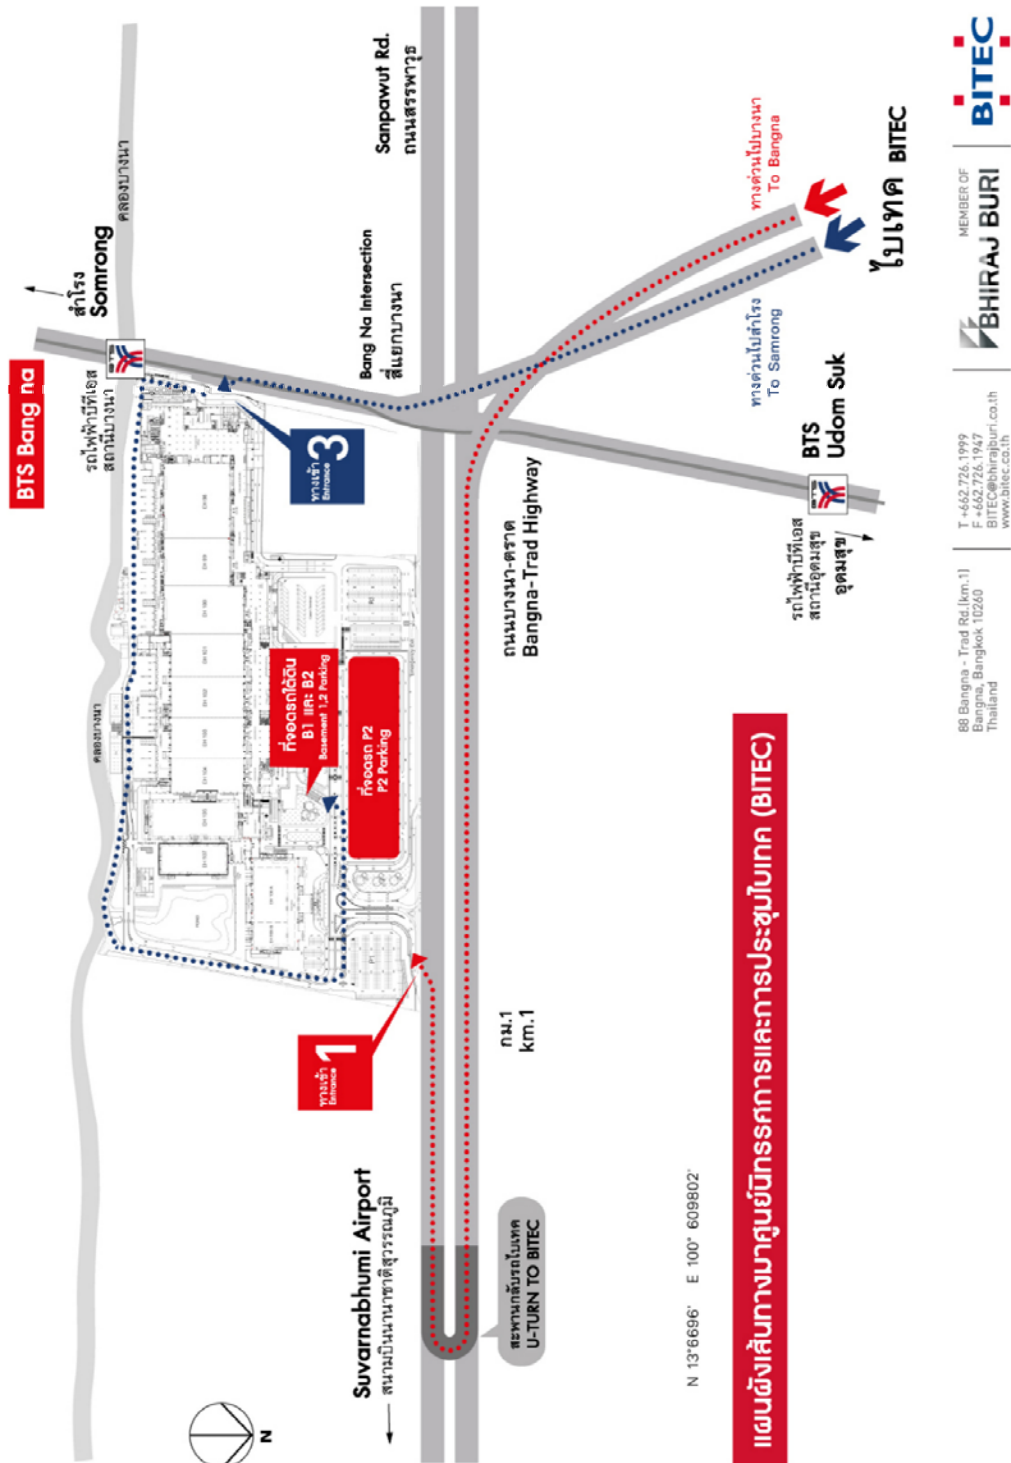 Suvarnabhumi Airport
สนามบินนานาชาติสุวรรณภูมิ
N
สะพานกลับรถไบเทค
U-TURN TO BITEC
ทางเข้า
Entrance
1
กม.1
km.1
คลองบางนา
ที่จอดรถใต้ดิน
B1 และ B2
Basement 1,2 Parking
ที่จอดรถ P2
P2 Parking
P1
ถนนบางนา-ตราด
Bangna-Trad Highway
ทางเข้า
Entrance
3
BTS Bang na
รถไฟฟ้าบีทีเอส
สถานีบางนา
BTS
สำโรง
Somrong
คลองบางนา
Bang Na Intersection
สี่แยกบางนา
Sanpawut Rd.
ถนนสรรพาวุธ
รถไฟฟ้าบีทีเอส
สถานีอุดมสุข
อุดมสุข
BTS
BTS
Udom Suk
ทางด่วนไปสำโรง
To Samrong
ทางด่วนไปบางนา
To Bangna
ไบเทค BITEC
N 13°6696' E 100° 609802'
แผนผังเส้นทางมาศูนย์นิทรรศการและการประชุมไบเทค (BITEC)
88 Bangna - Trad Rd.(km.1)
Bangna, Bangkok 10260
Thailand
T +662.726.1999
F +662.726.1947
BITEC@bhirajburi.co.th
www.bitec.co.th
MEMBER OF
BHIRAJ BURI
BITEC